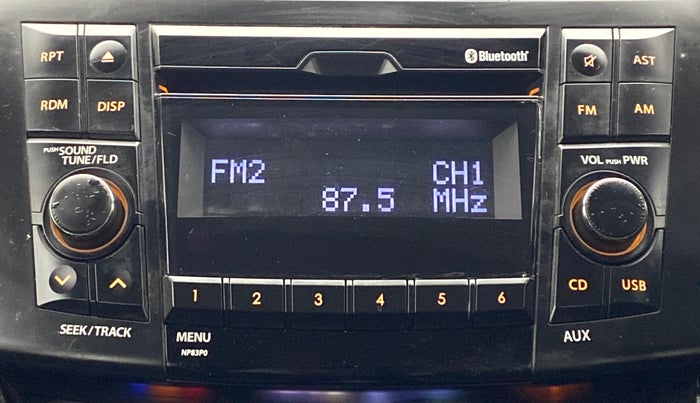 Bluetooth
RPT
AST
RDM
DISP
FM
AM
PUSH SOUND
TUNE/FLD
VOL PUSH PWR
FM2
CH1
87.5 MHz
1
2
3
4
5
6
CD
USB
SEEK/TRACK
MENU
NP83P0
AUX